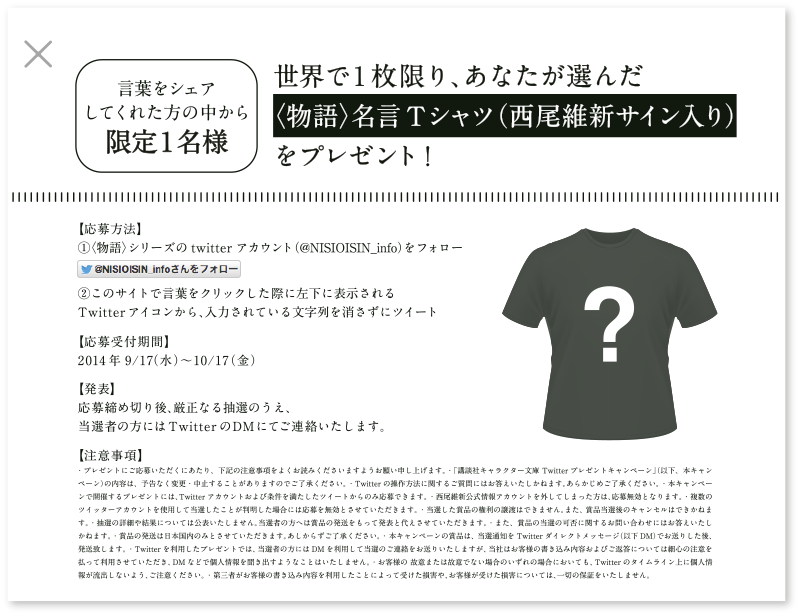 言葉をシェア
してくれた方の中から
限定1名様
世界で1枚限り、あなたが選んだ
〈物語〉名言Tシャツ（西尾維新サイン入り）
をプレゼント！
【応募方法】
①〈物語〉シリーズの twitter アカウント（@NISIOISIN_info）をフォロー
@NISIOISIN_infoさんをフォロー
②このサイトで言葉をクリックした際に左下に表示される
Twitterアイコンから、入力されている文字列を消さずにツイート
【応募受付期間】
2014年9/17（水）～10/17（金）
【発表】
応募締め切り後、厳正なる抽選のうえ、
当選者の方にはTwitterのDMにてご連絡いたします。
?
【注意事項】
・プレゼントにご応募いただくにあたり、下記の注意事項をよくお読みくださいますようお願い申し上げます。・「講談社キャラクター文庫 Twitter プレゼントキャンペーン」（以下、本キャン
ペーン）の内容は、予告なく変更・中止することがありますのでご了承ください。・Twitter の操作方法に関するご質問にはお答えいたしかねます。あらかじめご了承ください。・本キャンペー
ンで開催するプレゼントには、Twitter アカウントおよび条件を満たしたツイートからのみ応募できます。・西尾維新公式情報アカウントを外してしまった方は、応募無効となります。・複数の
ツイッターアカウントを使用して当選したことが判明した場合には応募を無効とさせていただきます。・当選した賞品の権利の譲渡はできません。また、賞品当選後のキャンセルはできかねま
す。・抽選の詳細や結果については公表いたしません。当選者の方へは賞品の発送をもって発表と代えさせていただきます。・また、賞品の当選の可否に関するお問い合わせにはお答えいたし
かねます。・賞品の発送は日本国内のみとさせていただきます。あしからずご了承ください。・本キャンペーンの賞品は、当選通知を Twitter ダイレクトメッセージ（以下 DM）でお送りした後、
発送致します。・Twitter を利用したプレゼントでは、当選者の方には DM を利用して当選のご連絡をお送りいたしますが、当社はお客様の書き込み内容およびご返答については細心の注意を
払って利用させていただき、DM などで個人情報を聞き出すようなことはいたしません。・お客様の 故意または故意でない場合のいずれの場合においても、Twitter のタイムライン上に個人情
報が流出しないよう、ご注意ください。・第三者がお客様の書き込み内容を利用したことによって受けた損害や、お客様が受けた損害については、一切の保証をいたしません。